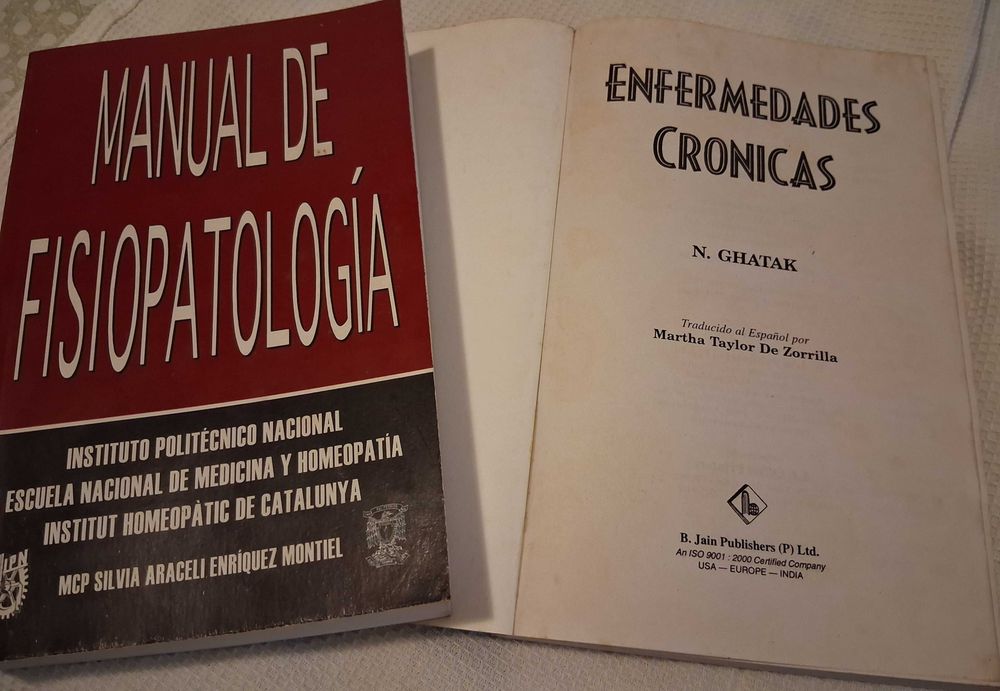 MANUAL DE
FISIOPATOLOGÍA
INSTITUTO POLITÉCNICO NACIONAL
ESCUELA NACIONAL DE MEDICINA Y HOMEOPATÍA
INSTITUT HOMEOPÀTIC DE CATALUNYA
MCP SILVIA ARACELI ENRÍQUEZ MONTIEL
IPN
ENFERMEDADES
CRONICAS
N. GHATAK
Traducido al Español por
Martha Taylor De Zorrilla
B. Jain Publishers (P) Ltd.
An ISO 9001 : 2000 Certified Company
USA — EUROPE — INDIA